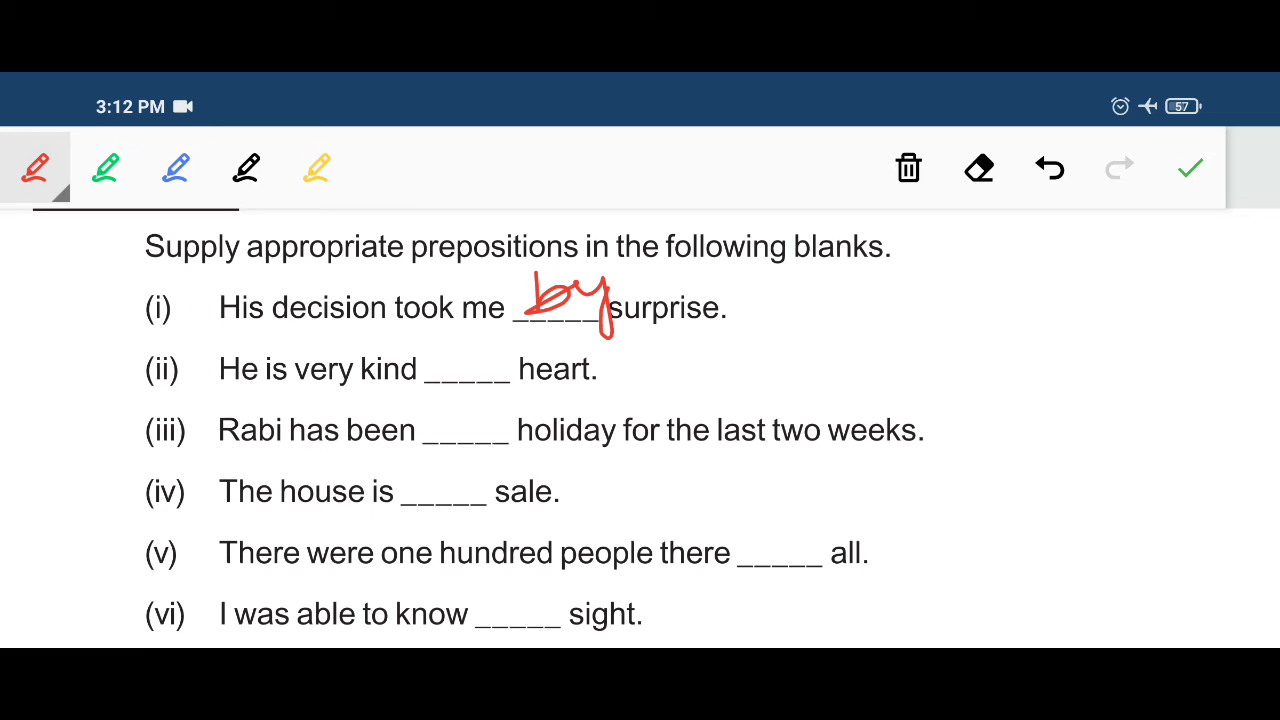 3:12 PM 57
Supply appropriate prepositions in the following blanks.
(i) His decision took me _____ by surprise.
(ii) He is very kind _____ heart.
(iii) Rabi has been _____ holiday for the last two weeks.
(iv) The house is _____ sale.
(v) There were one hundred people there _____ all.
(vi) I was able to know _____ sight.